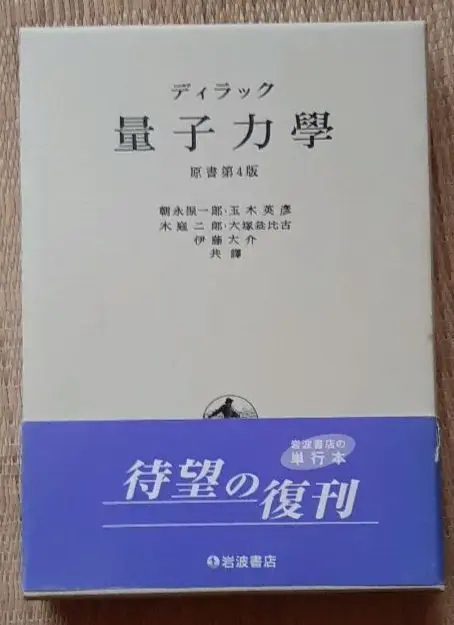 ディラック
量子力學
原書第4版
朝永振一郎・玉木英彦
木庭二郎・大塚益比古
伊藤大介
共譯
岩波書店の
単行本
待望の
復刊
岩波書店